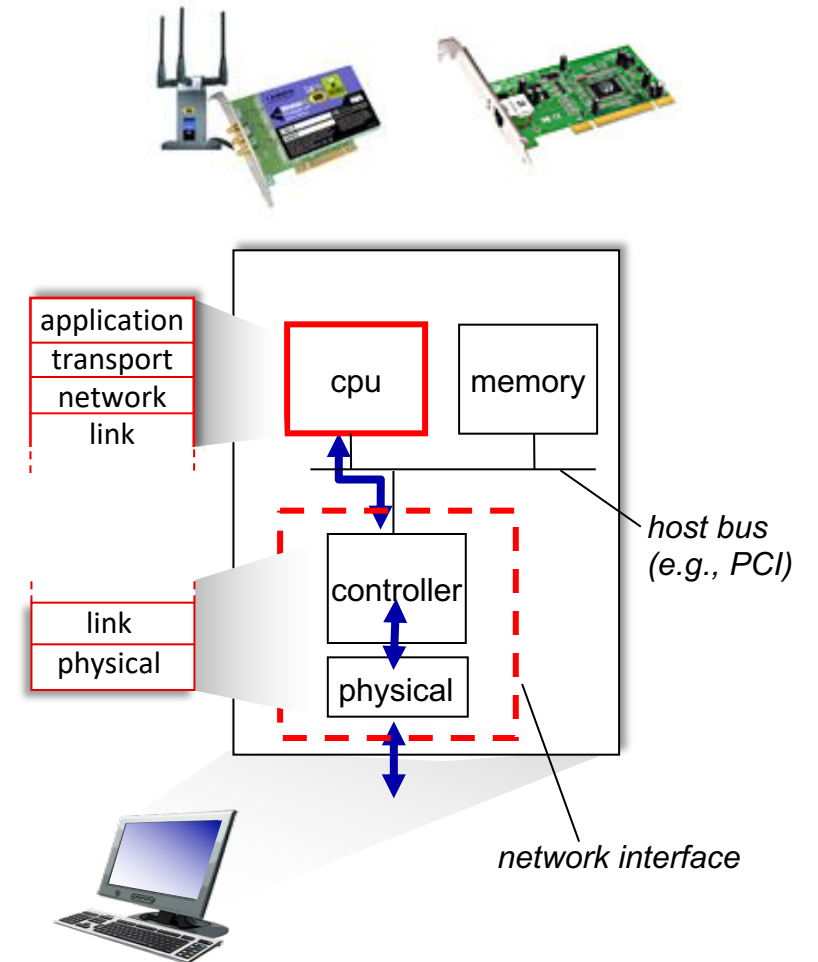 application
transport
network
link
cpu
memory
host bus
(e.g., PCI)
controller
link
physical
physical
network interface